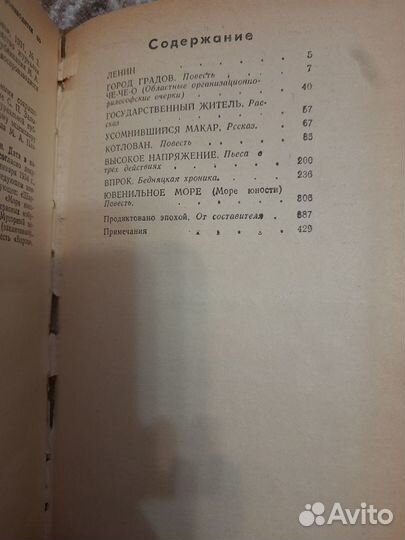 Содержание
ЛЕНИН 5
ГОРОД ГРАДОВ. Повесть 7
ЧЕ-ЧЕ-О (Областные организационно-
философские очерки) 40
ГОСУДАРСТВЕННЫЙ ЖИТЕЛЬ. Рас-
сказ 57
УСОМНИВШИЙСЯ МАКАР. Рссказ. 67
КОТЛОВАН. Повесть 85
ВЫСОКОЕ НАПРЯЖЕНИЕ. Пьеса в
трех действиях 200
ВПРОК. Бедняцкая хроника. 236
ЮВЕНИЛЬНОЕ МОРЕ (Море юности)
Повесть. 306
Продиктовано эпохой. От составителя 387
Примечания 429
Avito